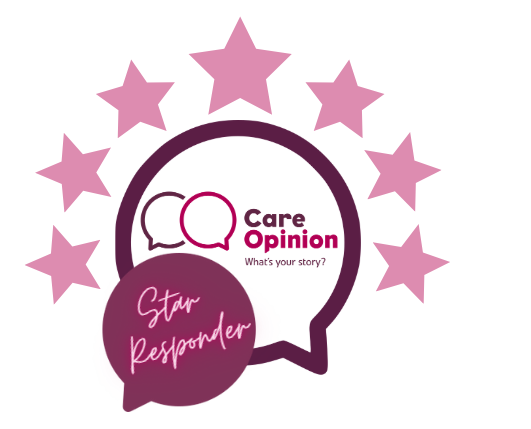 Care
Opinion
What's your story?
Star
Responder